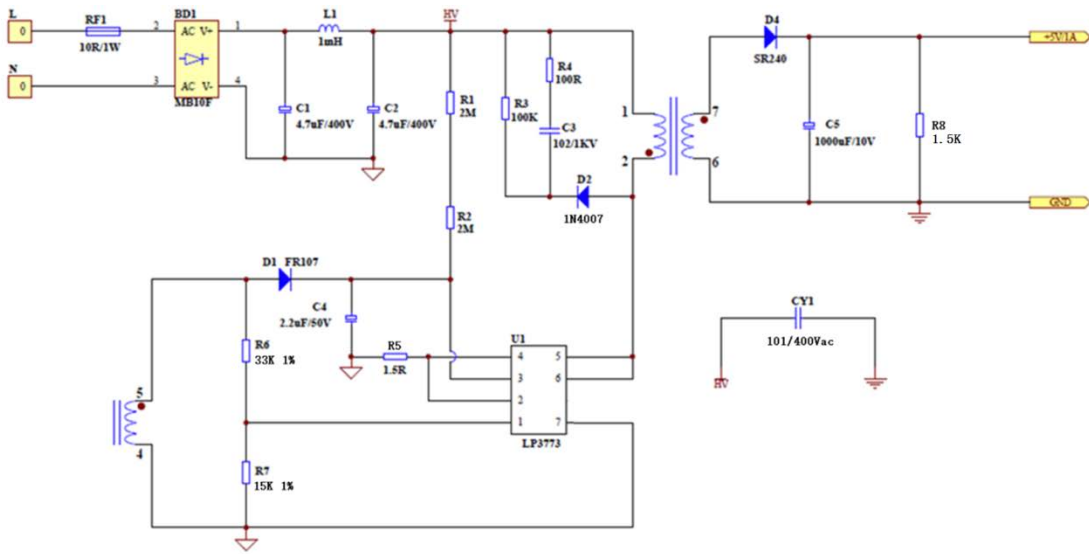 L
0
RF1
10R/1W
N
0
BD1
2
AC V+
1
3
AC V-
4
MB10F
L1
1mH
HV
C1
4.7uF/400V
C2
4.7uF/400V
R1
2M
R2
2M
R3
100K
R4
100R
C3
102/1KV
D2
1N4007
1
2
7
6
D4
SR240
C5
1000uF/10V
R8
1.5K
+5V/1A
GND
D1 FR107
C4
2.2uF/50V
R5
1.5R
R6
33K 1%
R7
15K 1%
5
4
U1
4
3
2
1
5
6
7
LP3773
CY1
101/400Vac
HV